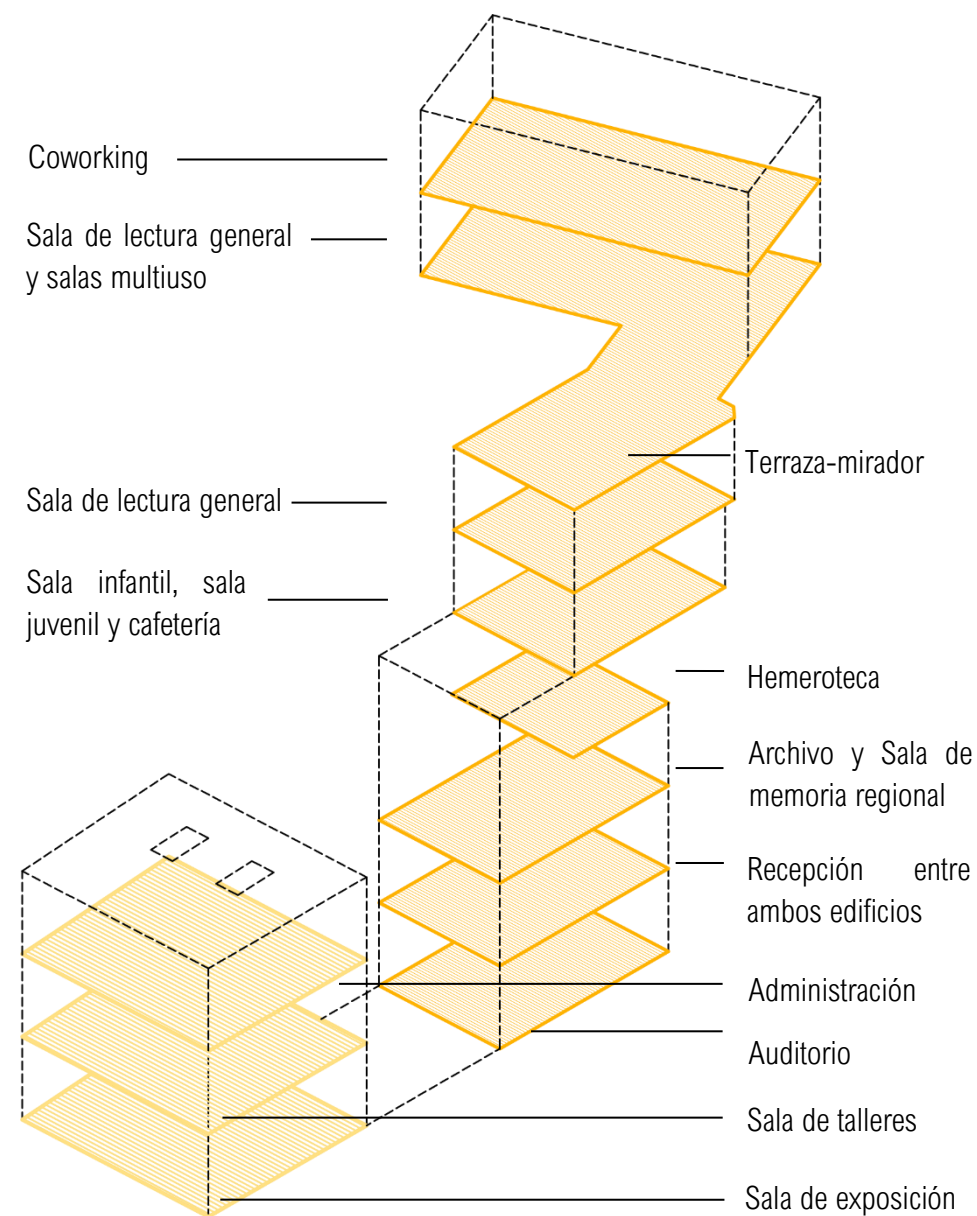 Coworking
Sala de lectura general
y salas multiuso
Terraza-mirador
Sala de lectura general
Sala infantil, sala
juvenil y cafetería
Hemeroteca
Archivo y Sala de
memoria regional
Recepción entre
ambos edificios
Administración
Auditorio
Sala de talleres
Sala de exposición